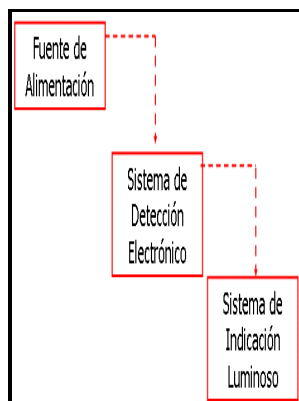 Fuente de
Alimentación
Sistema de
Detección
Electrónico
Sistema de
Indicación
Luminoso